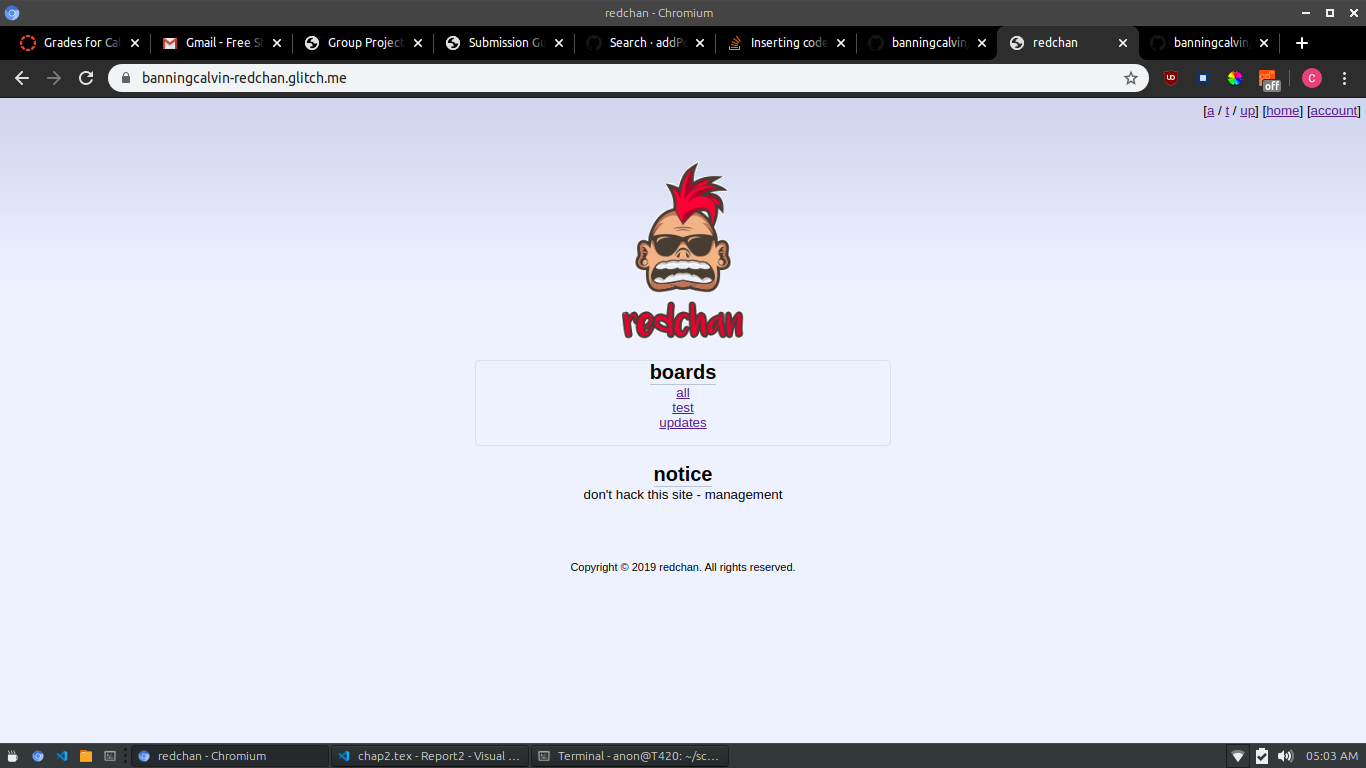 redchan - Chromium
Grades for Cal
Gmail - Free St
Group Project
Submission Gu
Search · addPo
Inserting code
banningcalvin
redchan
banningcalvin
banningcalvin-redchan.glitch.me
off
C
[a / t / up] [home] [account]
redchan
boards
all
test
updates
notice
don't hack this site - management
Copyright © 2019 redchan. All rights reserved.
redchan - Chromium
chap2.tex - Report2 - Visual ...
Terminal - anon@T420: ~/sc...
05:03 AM